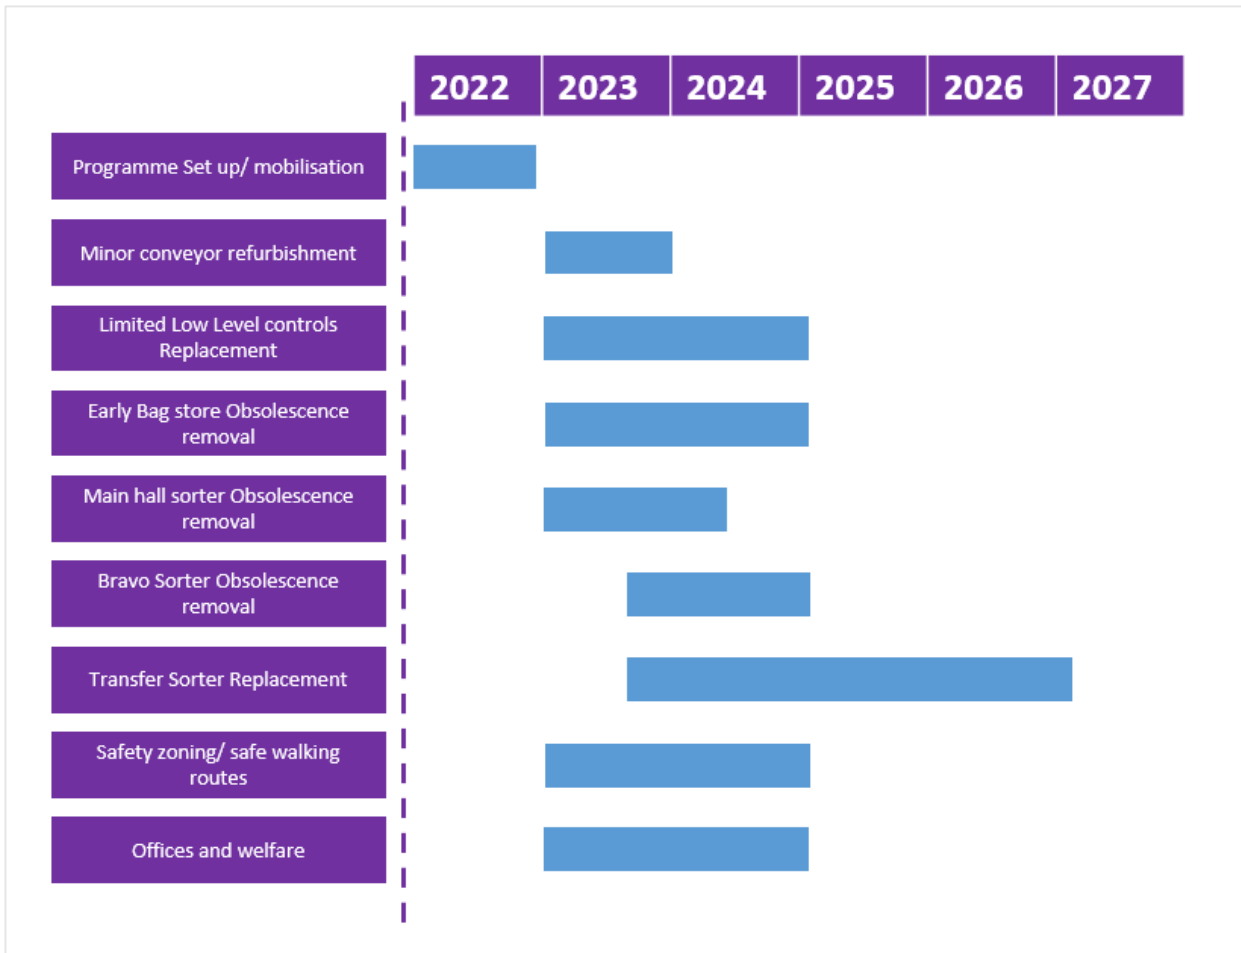 2022 2023 2024 2025 2026 2027
Programme Set up/ mobilisation
Minor conveyor refurbishment
Limited Low Level controls
Replacement
Early Bag store Obsolescence
removal
Main hall sorter Obsolescence
removal
Bravo Sorter Obsolescence
removal
Transfer Sorter Replacement
Safety zoning/ safe walking
routes
Offices and welfare